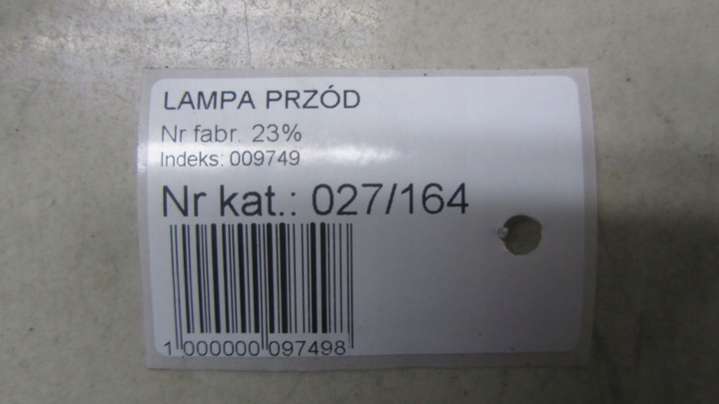 LAMPA PRZÓD
Nr fabr. 23%
Indeks: 009749
Nr kat.: 027/164
1 000000 097498